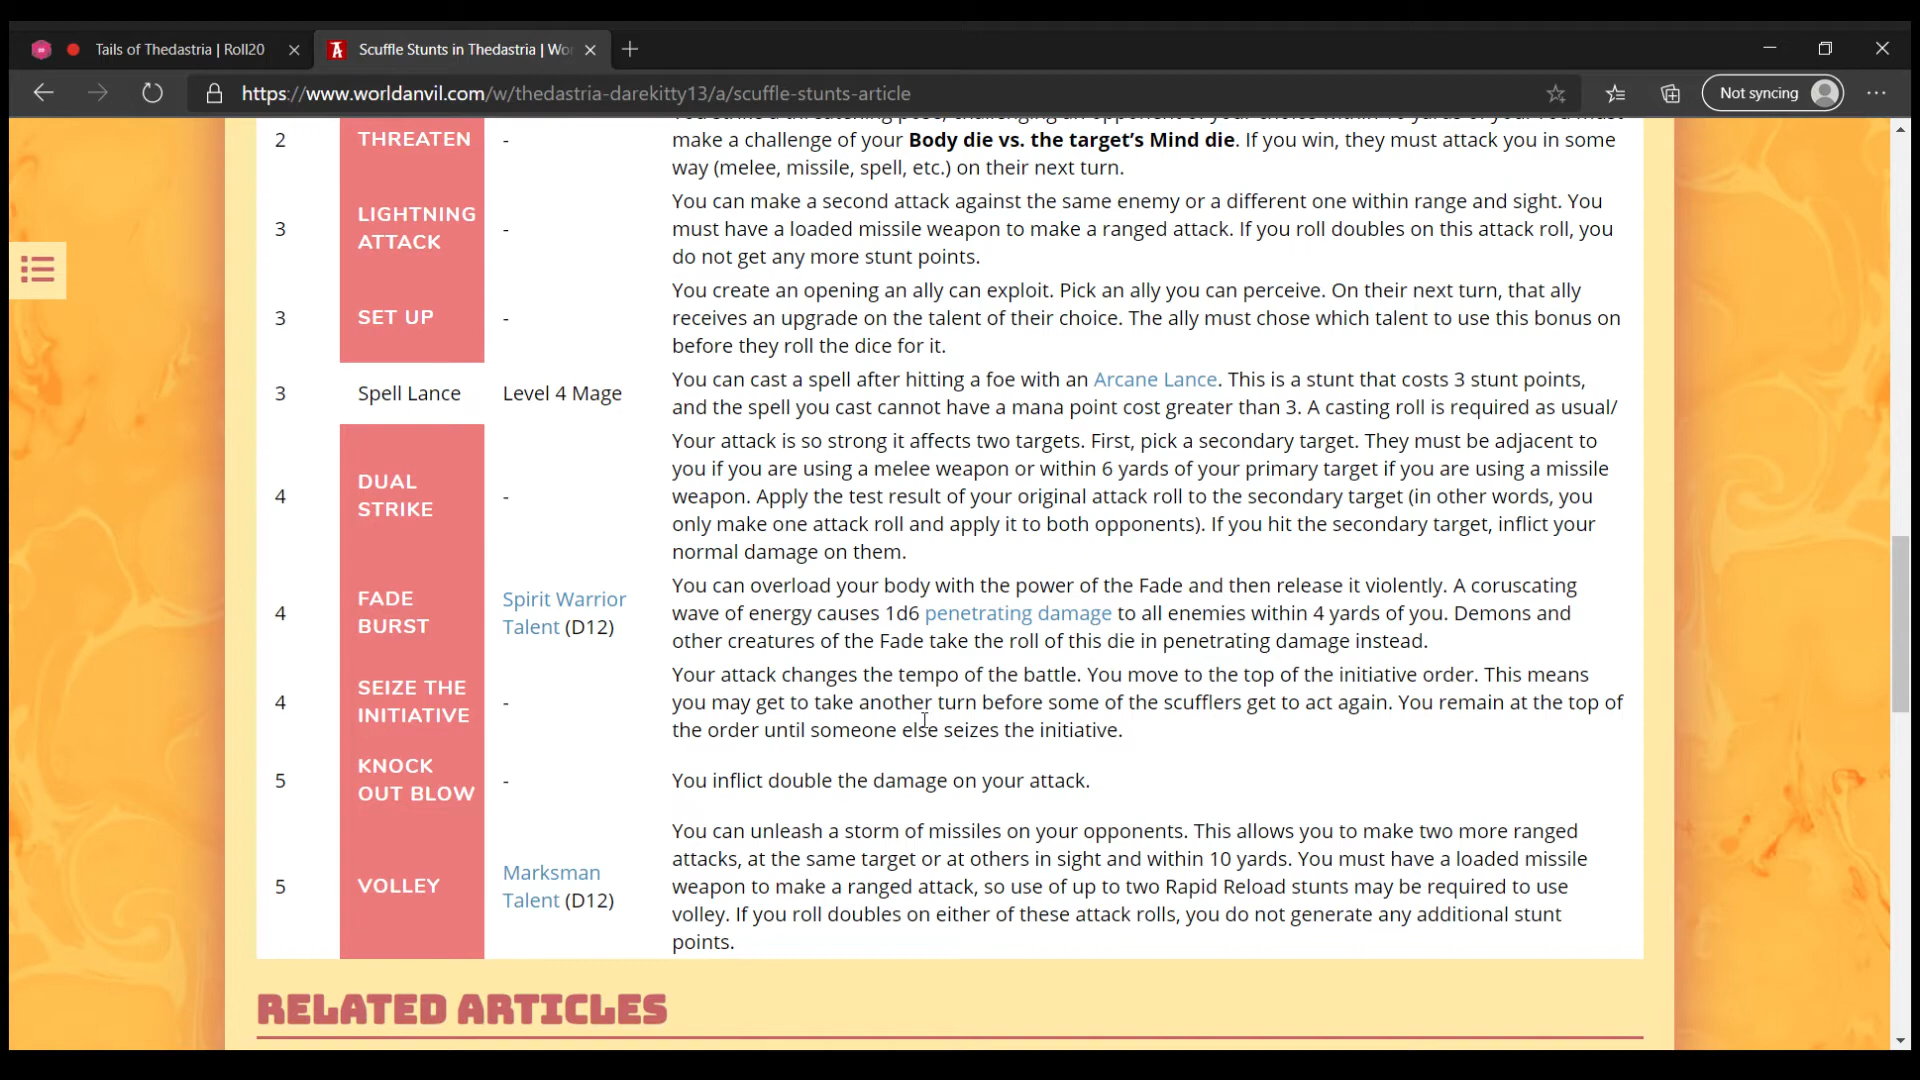 Tails of Thedastria | Roll20
Scuffle Stunts in Thedastria | Wo
https://www.worldanvil.com/w/thedastria-darekitty13/a/scuffle-stunts-article
Not syncing
2 THREATEN -
make a challenge of your Body die vs. the target's Mind die. If you win, they must attack you in some
way (melee, missile, spell, etc.) on their next turn.
3 LIGHTNING ATTACK -
You can make a second attack against the same enemy or a different one within range and sight. You
must have a loaded missile weapon to make a ranged attack. If you roll doubles on this attack roll, you
do not get any more stunt points.
3 SET UP -
You create an opening an ally can exploit. Pick an ally you can perceive. On their next turn, that ally
receives an upgrade on the talent of their choice. The ally must chose which talent to use this bonus on
before they roll the dice for it.
3 Spell Lance Level 4 Mage
You can cast a spell after hitting a foe with an Arcane Lance. This is a stunt that costs 3 stunt points,
and the spell you cast cannot have a mana point cost greater than 3. A casting roll is required as usual/
4 DUAL STRIKE -
Your attack is so strong it affects two targets. First, pick a secondary target. They must be adjacent to
you if you are using a melee weapon or within 6 yards of your primary target if you are using a missile
weapon. Apply the test result of your original attack roll to the secondary target (in other words, you
only make one attack roll and apply it to both opponents). If you hit the secondary target, inflict your
normal damage on them.
4 FADE BURST Spirit Warrior Talent (D12)
You can overload your body with the power of the Fade and then release it violently. A coruscating
wave of energy causes 1d6 penetrating damage to all enemies within 4 yards of you. Demons and
other creatures of the Fade take the roll of this die in penetrating damage instead.
4 SEIZE THE INITIATIVE -
Your attack changes the tempo of the battle. You move to the top of the initiative order. This means
you may get to take another turn before some of the scufflers get to act again. You remain at the top of
the order until someone else seizes the initiative.
5 KNOCK OUT BLOW -
You inflict double the damage on your attack.
5 VOLLEY Marksman Talent (D12)
You can unleash a storm of missiles on your opponents. This allows you to make two more ranged
attacks, at the same target or at others in sight and within 10 yards. You must have a loaded missile
weapon to make a ranged attack, so use of up to two Rapid Reload stunts may be required to use
volley. If you roll doubles on either of these attack rolls, you do not generate any additional stunt
points.
RELATED ARTICLES